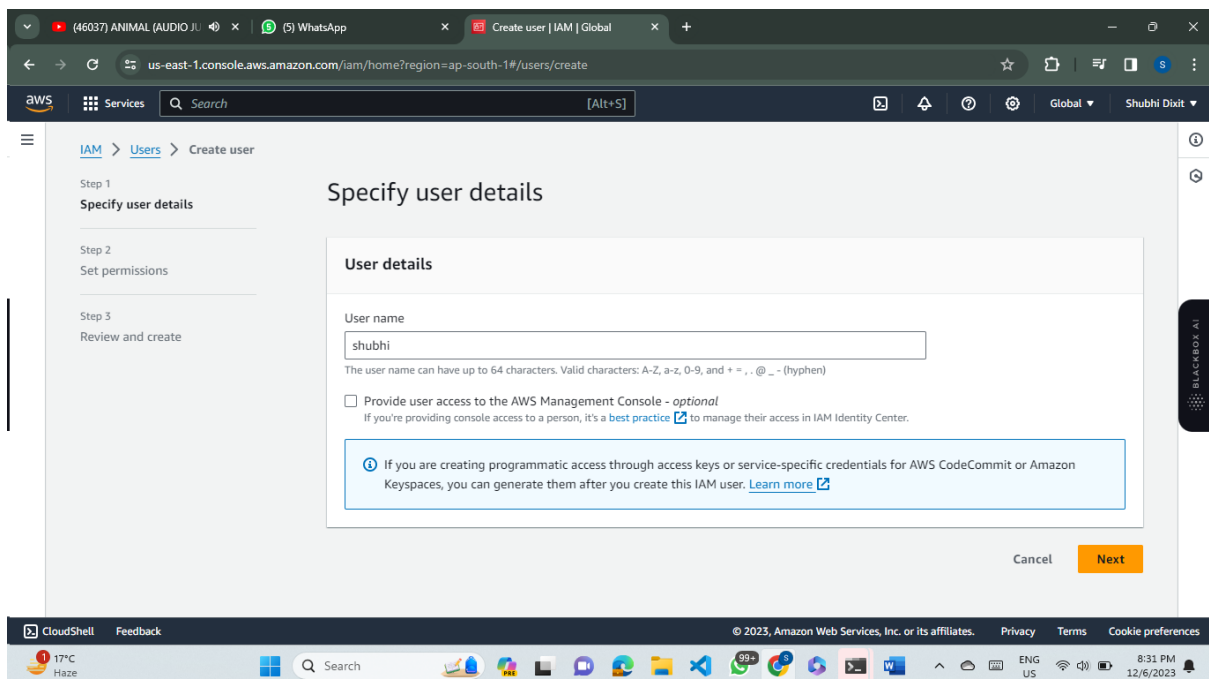 (46037) ANIMAL (AUDIO JU
(5) WhatsApp
Create user | IAM | Global
us-east-1.console.aws.amazon.com/iam/home?region=ap-south-1#/users/create
S
aws
Services
Search
[Alt+S]
Global
Shubhi Dixit
IAM > Users > Create user
Step 1
Specify user details
Step 2
Set permissions
Step 3
Review and create
Specify user details
User details
User name
shubhi
The user name can have up to 64 characters. Valid characters: A-Z, a-z, 0-9, and + = , . @ _ - (hyphen)
Provide user access to the AWS Management Console - optional
If you're providing console access to a person, it's a best practice to manage their access in IAM Identity Center.
If you are creating programmatic access through access keys or service-specific credentials for AWS CodeCommit or Amazon
Keyspaces, you can generate them after you create this IAM user. Learn more
Cancel
Next
BLACKBOX AI
CloudShell
Feedback
© 2023, Amazon Web Services, Inc. or its affiliates.
Privacy
Terms
Cookie preferences
1
17°C
Haze
Search
PRE
99+
S
ENG
US
8:31 PM
12/6/2023